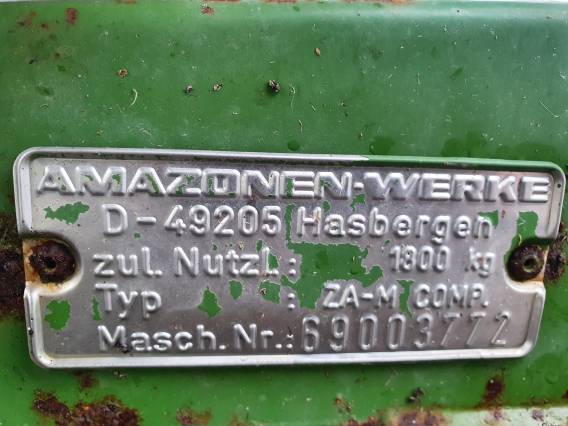 AMAZONEN-WERKE
D-49205 Hasbergen
zul. Nutzl.: 1800 kg
Typ : ZA-M COMP.
Masch. Nr.: 69003772